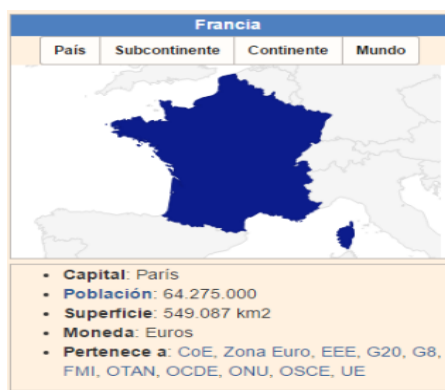 Francia
País Subcontinente Continente Mundo
• Capital: París
• Población: 64.275.000
• Superficie: 549.087 km2
• Moneda: Euros
• Pertenece a: CoE, Zona Euro, EEE, G20, G8,
FMI, OTAN, OCDE, ONU, OSCE, UE